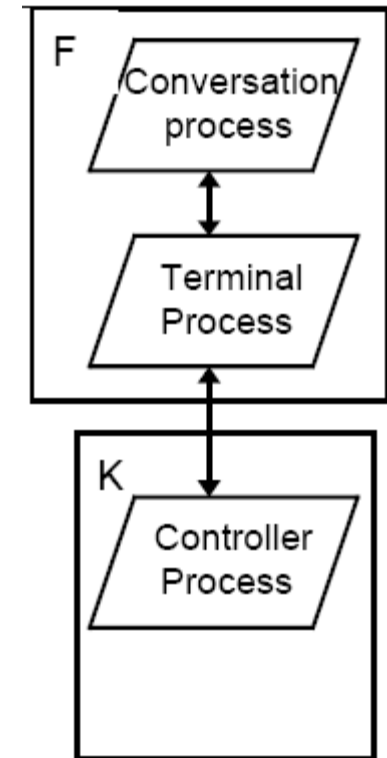 F
Conversation
process
Terminal
Process
K
Controller
Process